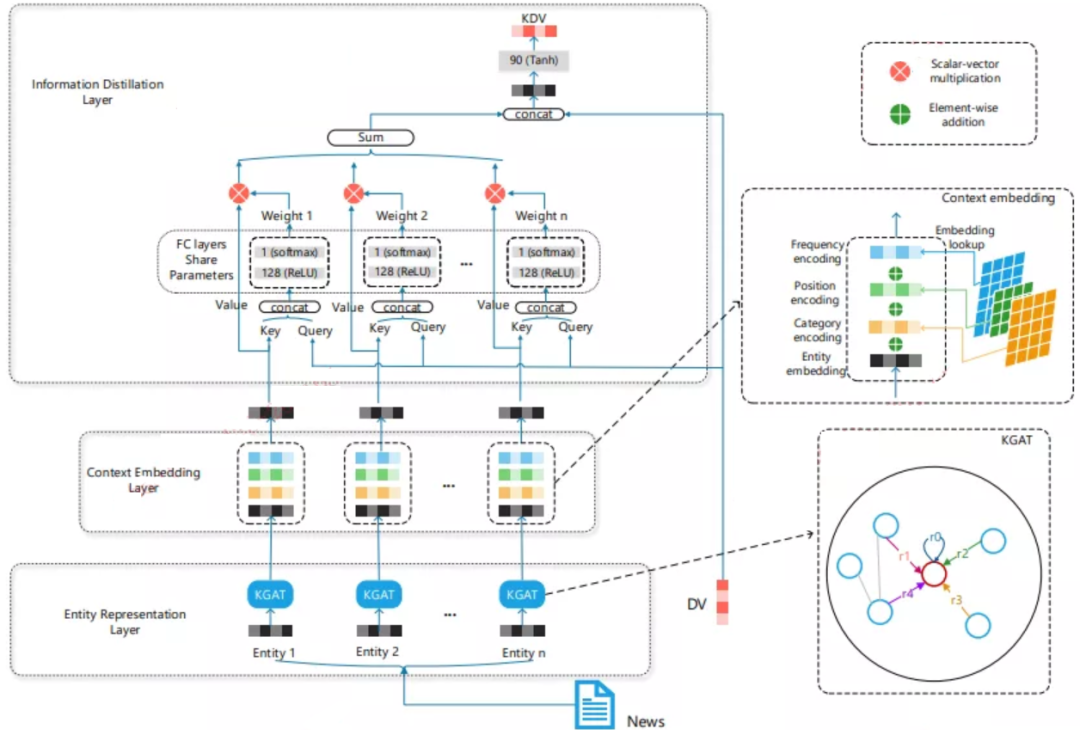 KDV
90 (Tanh)
Information Distillation
Layer
concat
Sum
Weight 1
Weight 2
Weight n
FC layers
Share
Parameters
1 (softmax)
128 (ReLU)
1 (softmax)
128 (ReLU)
...
1 (softmax)
128 (ReLU)
Value
concat
Value
concat
Value
concat
Key
Query
Key
Query
Key
Query
Context Embedding
Layer
...
Entity Representation
Layer
KGAT
KGAT
...
KGAT
Entity 1
Entity 2
Entity n
News
DV
Scalar-vector
multiplication
Element-wise
addition
Context embedding
Embedding
lookup
Frequency
encoding
Position
encoding
Category
encoding
Entity
embedding
KGAT
r0
r1
r2
r4
r3